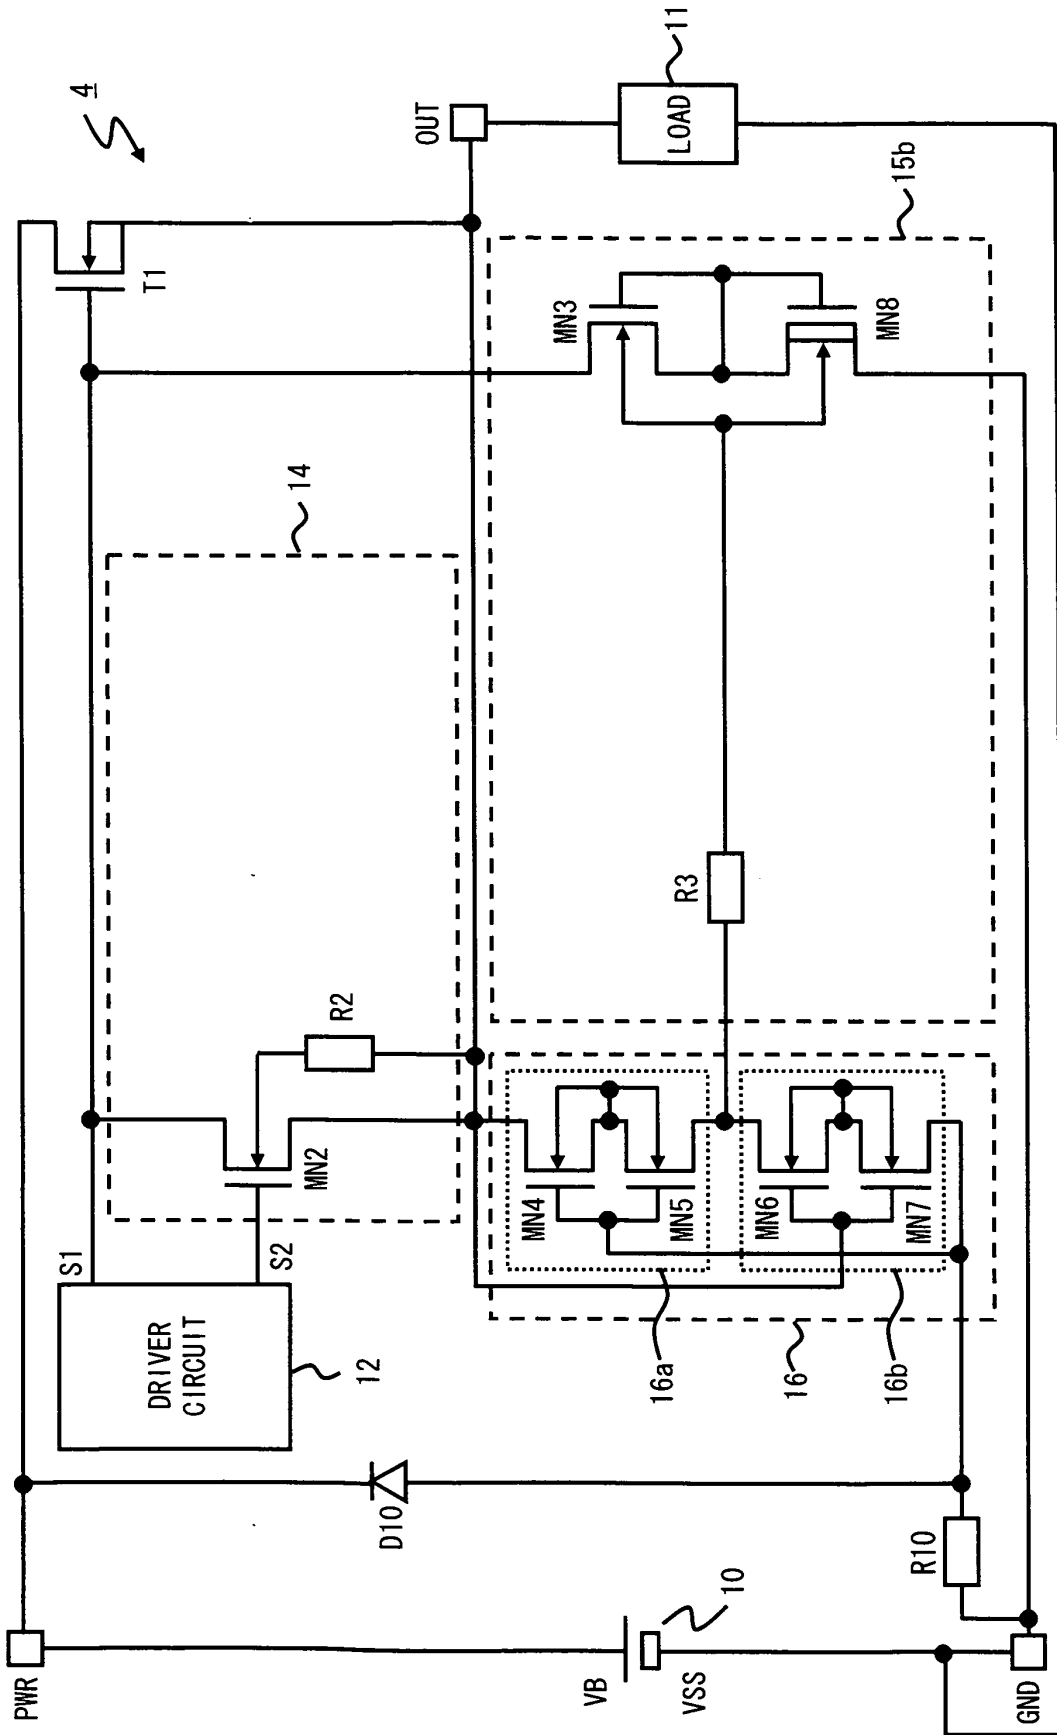 4
PWR
VB
10
VSS
GND
D10
R10
DRIVER
CIRCUIT
12
S1
S2
14
MN2
R2
T1
OUT
LOAD
11
16
16a
16b
MN4
MN5
MN6
MN7
R3
15b
MN3
MN8